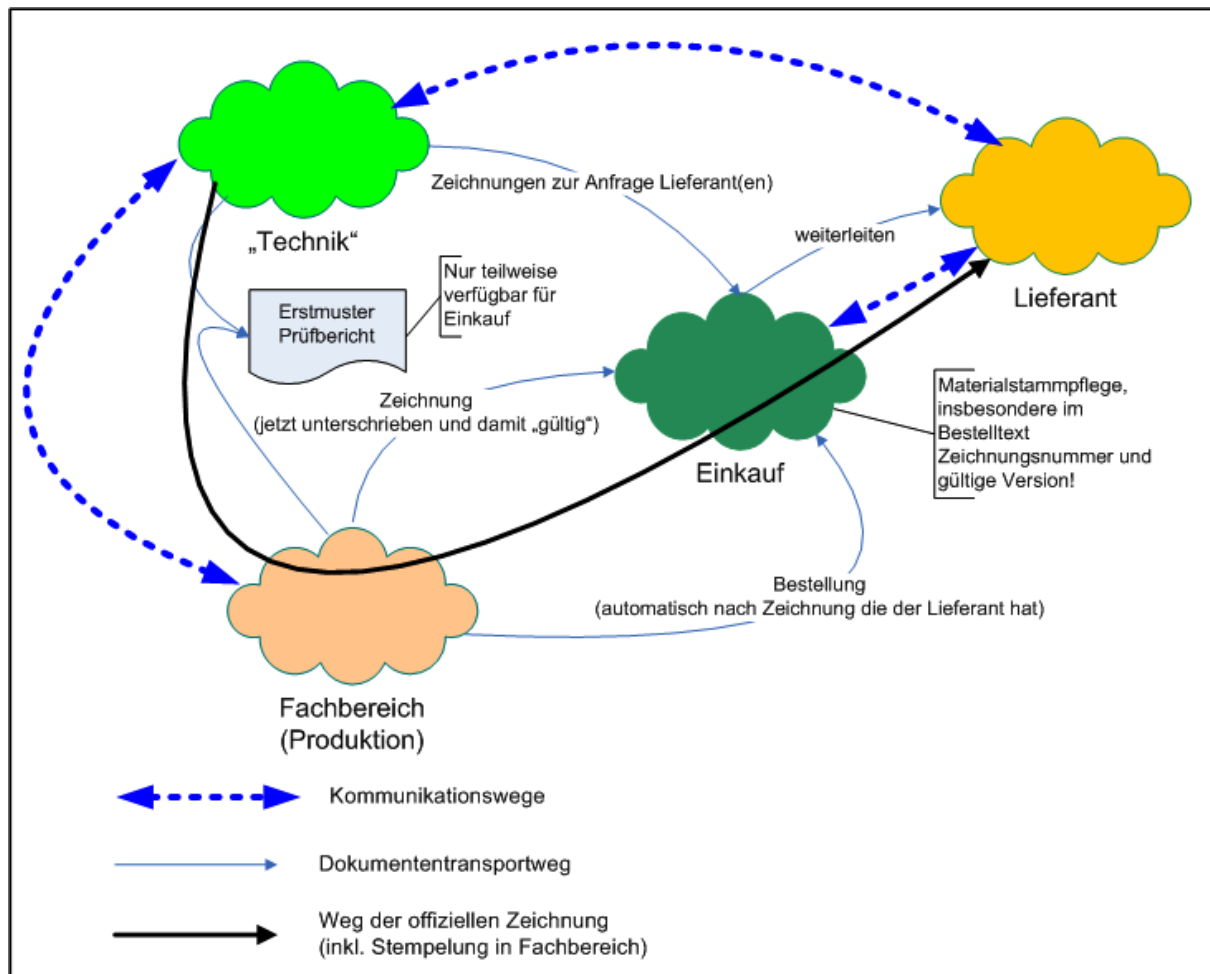 Zeichnungen zur Anfrage Lieferant(en)
„Technik“
weiterleiten
Lieferant
Nur teilweise
verfügbar für
Einkauf
Erstmuster
Prüfbericht
Zeichnung
(jetzt unterschrieben und damit „gültig“)
Einkauf
Materialstammpflege,
insbesondere im
Bestelltext
Zeichnungsnummer und
gültige Version!
Bestellung
(automatisch nach Zeichnung die der Lieferant hat)
Fachbereich
(Produktion)
Kommunikationswege
Dokumententransportweg
Weg der offiziellen Zeichnung
(inkl. Stempelung in Fachbereich)